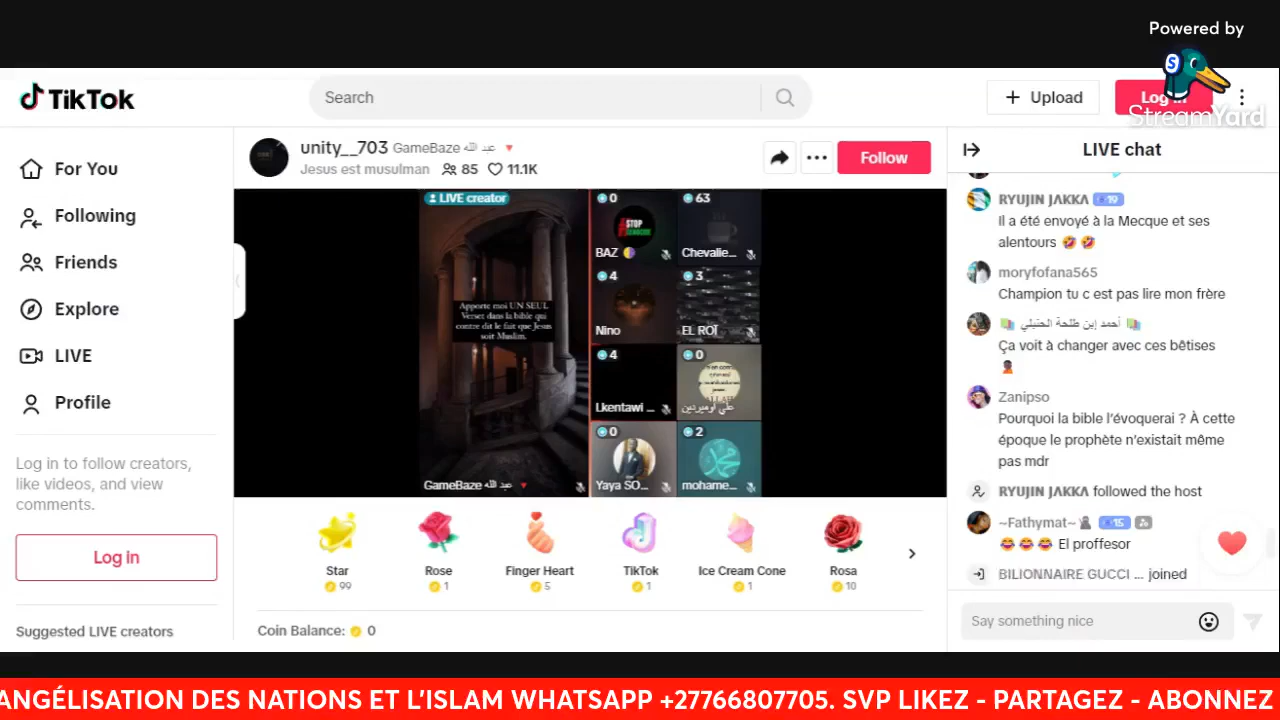 Powered by
StreamYard
TikTok
Search
Upload
Log in
For You
Following
Friends
Explore
LIVE
Profile
Log in to follow creators,
like videos, and view
comments.
Log in
Suggested LIVE creators
unity__703 GameBaze عبد الله 🔻
Jesus est musulman 85 11.1K
Follow
LIVE creator
Apporte moi UN SEUL
Verset dans la bible qui
contre dit le fait que Jesus
soit Muslim.
GameBaze عبد الله 🔻
0
STOP
BAZ
63
Chevalie...
4
Nino
3
EL ROÏ
4
Lkentawi ...
0
علي أوميردين
0
Yaya SO...
2
mohame...
Star
99
Rose
1
Finger Heart
5
TikTok
1
Ice Cream Cone
1
Rosa
10
Coin Balance: 0
LIVE chat
RYUJIN JΛKKΛ 19
Il a été envoyé à la Mecque et ses
alentours 🤣 🤣
moryfofana565
Champion tu c est pas lire mon frère
أحمد إبن طلحة الحنبلي
Ça voit à changer avec ces bêtises
Zanipso
Pourquoi la bible l'évoquerai ? À cette
époque le prophète n'existait même
pas mdr
RYUJIN JΛKKΛ followed the host
~Fathymat~ 15
😂 😂 😂 El proffesor
BILIONNAIRE GUCCI ... joined
Say something nice
ANGÉLISATION DES NATIONS ET L'ISLAM WHATSAPP +27766807705. SVP LIKEZ - PARTAGEZ - ABONNEZ